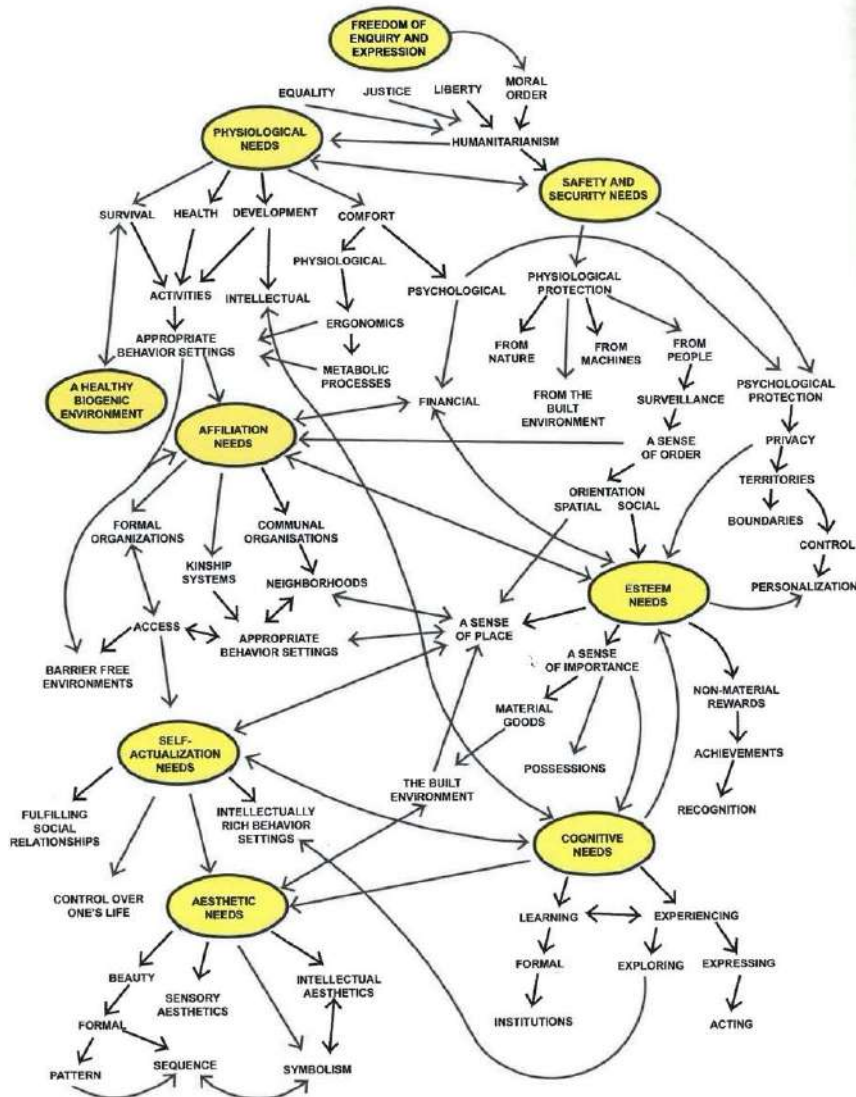 FREEDOM OF
ENQUIRY AND
EXPRESSION
EQUALITY
JUSTICE
LIBERTY
MORAL
ORDER
PHYSIOLOGICAL
NEEDS
HUMANITARIANISM
SAFETY AND
SECURITY NEEDS
SURVIVAL
HEALTH
DEVELOPMENT
COMFORT
PHYSIOLOGICAL
PSYCHOLOGICAL
PHYSIOLOGICAL
PROTECTION
ACTIVITIES
INTELLECTUAL
ERGONOMICS
APPROPRIATE
BEHAVIOR SETTINGS
METABOLIC
PROCESSES
FROM
NATURE
FROM
MACHINES
FROM
PEOPLE
FROM THE
BUILT
ENVIRONMENT
PSYCHOLOGICAL
PROTECTION
A HEALTHY
BIOGENIC
ENVIRONMENT
FINANCIAL
SURVEILLANCE
AFFILIATION
NEEDS
A SENSE
OF ORDER
PRIVACY
TERRITORIES
ORIENTATION
SPATIAL SOCIAL
BOUNDARIES
CONTROL
PERSONALIZATION
FORMAL
ORGANIZATIONS
COMMUNAL
ORGANISATIONS
KINSHIP
SYSTEMS
NEIGHBORHOODS
ESTEEM
NEEDS
ACCESS
APPROPRIATE
BEHAVIOR SETTINGS
A SENSE
OF PLACE
BARRIER FREE
ENVIRONMENTS
A SENSE
OF IMPORTANCE
NON-MATERIAL
REWARDS
MATERIAL
GOODS
SELF-
ACTUALIZATION
NEEDS
ACHIEVEMENTS
POSSESSIONS
THE BUILT
ENVIRONMENT
RECOGNITION
FULFILLING
SOCIAL
RELATIONSHIPS
INTELLECTUALLY
RICH BEHAVIOR
SETTINGS
COGNITIVE
NEEDS
CONTROL OVER
ONE'S LIFE
AESTHETIC
NEEDS
LEARNING
EXPERIENCING
FORMAL
EXPLORING
EXPRESSING
BEAUTY
SENSORY
AESTHETICS
INTELLECTUAL
AESTHETICS
INSTITUTIONS
ACTING
FORMAL
PATTERN
SEQUENCE
SYMBOLISM